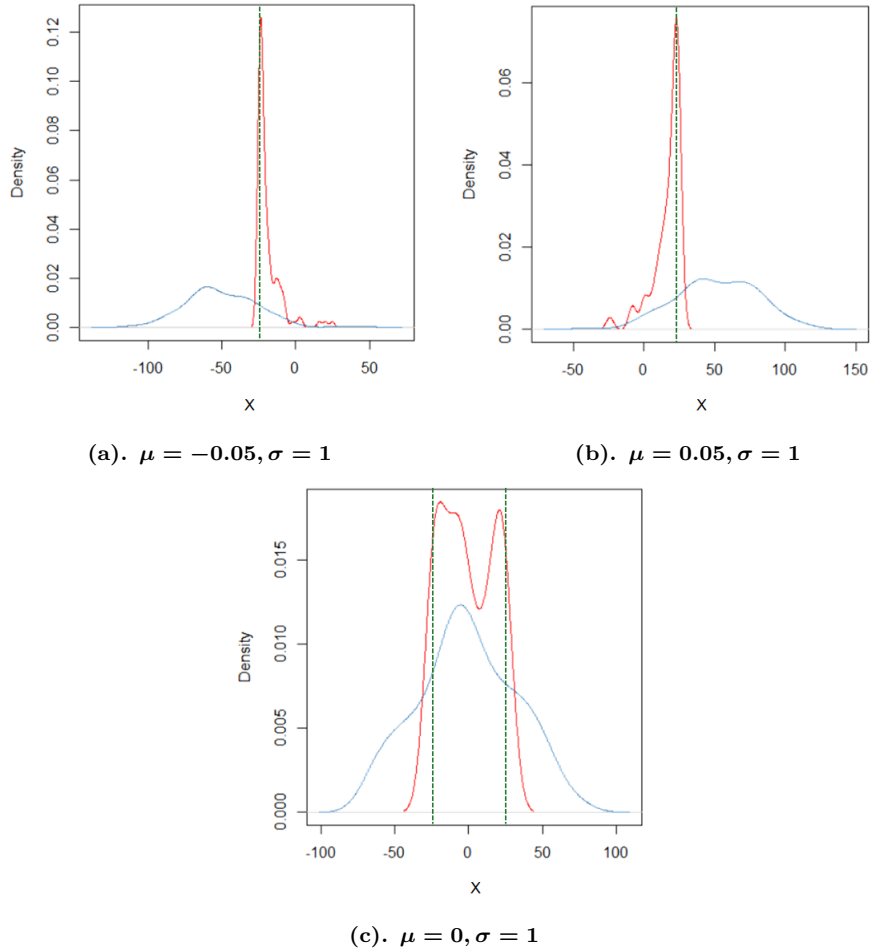 0.12
0.10
0.08
0.06
0.04
0.02
0.00
Density
-100 -50 0 50
X
(a). μ = −0.05, σ = 1
0.06
0.04
0.02
0.00
Density
-50 0 50 100 150
X
(b). μ = 0.05, σ = 1
0.015
0.010
0.005
0.000
Density
-100 -50 0 50 100
X
(c). μ = 0, σ = 1